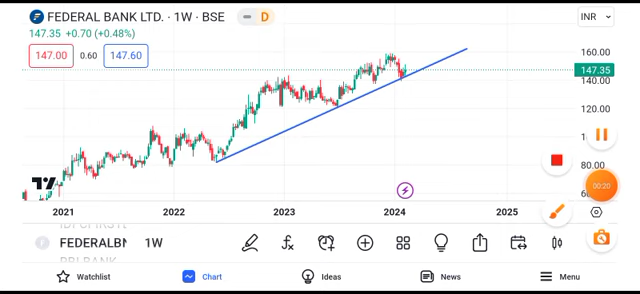 FEDERAL BANK LTD. · 1W · BSE
D
INR
147.35 +0.70 (+0.48%)
147.00
0.60
147.60
160.00
147.35
140.00
120.00
80.00
00:20
2021
2022
2023
2024
2025
FEDERALBN
1W
Watchlist
Chart
Ideas
News
Menu